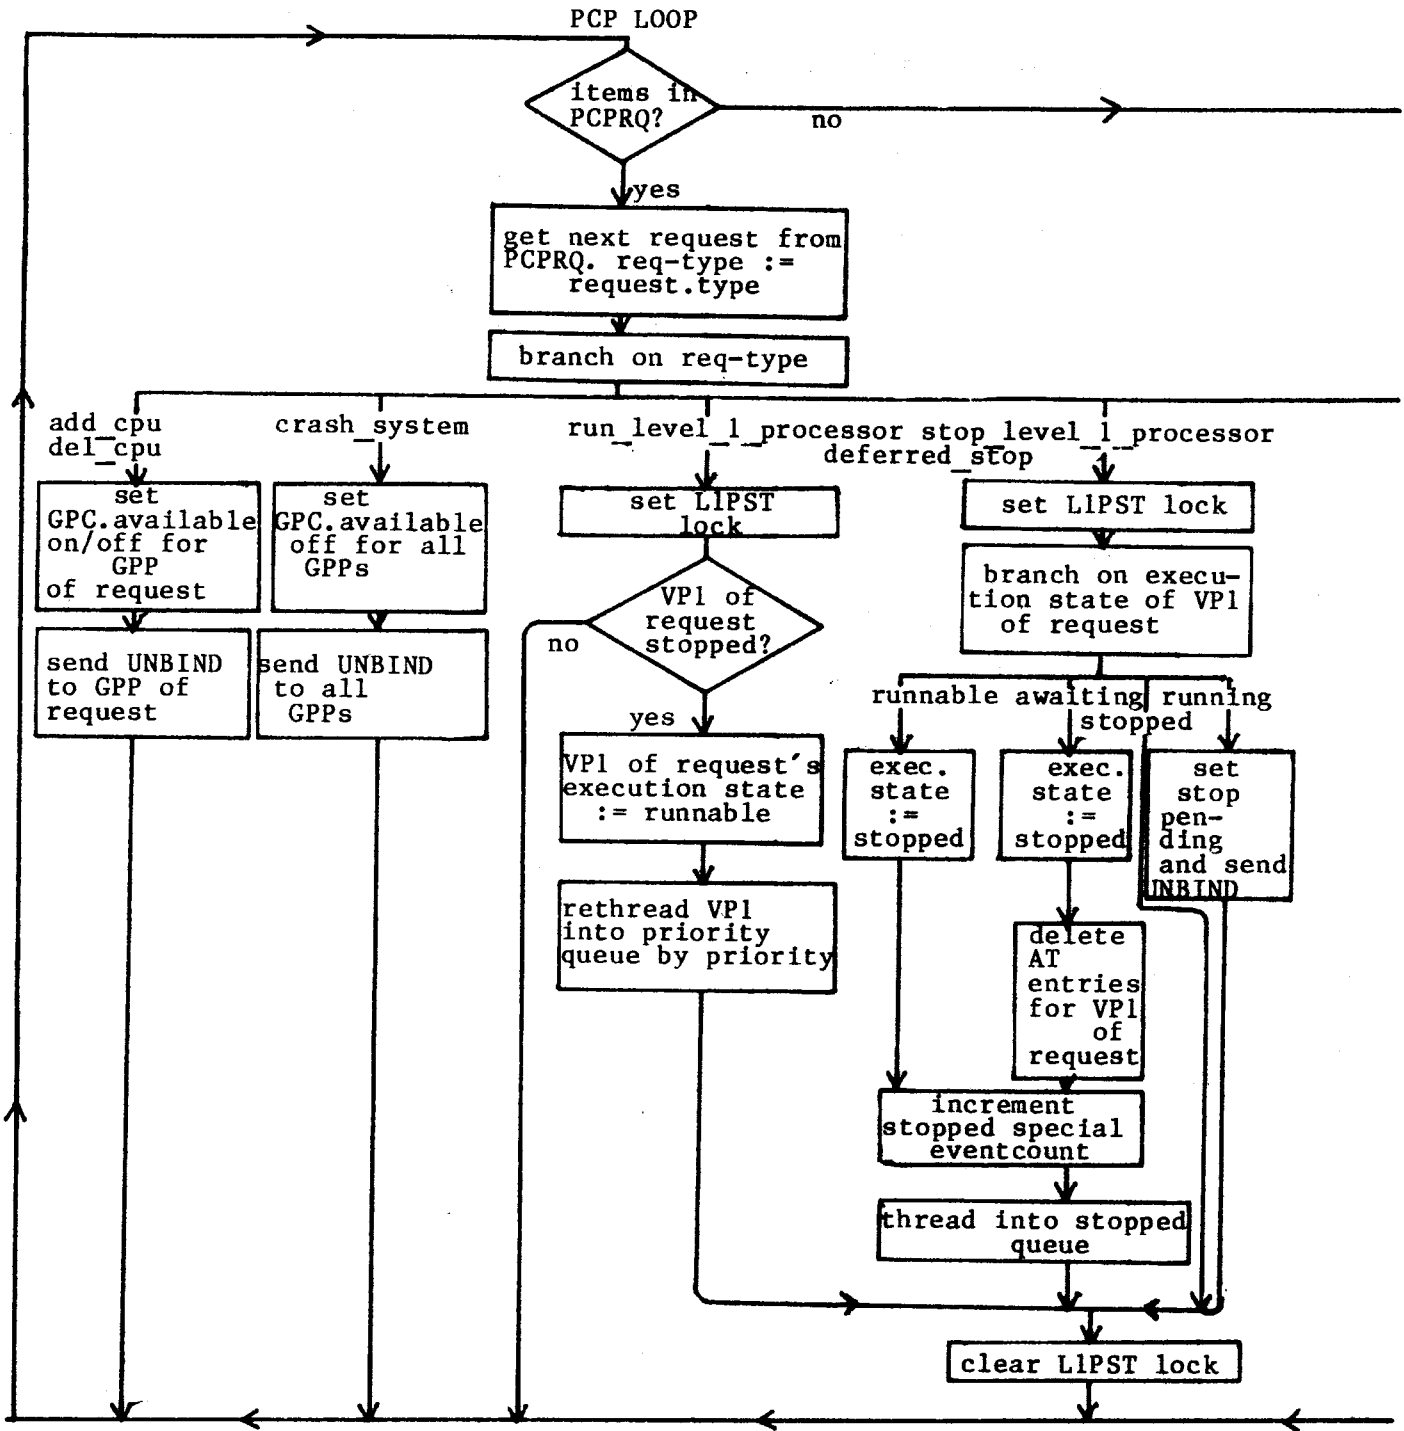 PCP LOOP
items in
PCPRQ?
no
yes
get next request from
PCPRQ. req-type :=
request.type
branch on req-type
add_cpu
del_cpu
crash_system
run_level_1_processor
stop_level_1_processor
deferred_stop
set
GPC.available
on/off for
GPP
of request
send UNBIND
to GPP of
request
set
GPC.available
off for all
GPPs
send UNBIND
to all
GPPs
set L1PST
lock
VP1 of
request
stopped?
no
yes
VP1 of request's
execution state
:= runnable
rethread VP1
into priority
queue by priority
set L1PST lock
branch on execu-
tion state of VP1
of request
runnable awaiting running
stopped
exec.
state
:=
stopped
exec.
state
:=
stopped
set
stop
pen-
ding
and send
UNBIND
delete
AT
entries
for VP1
of
request
increment
stopped special
eventcount
thread into stopped
queue
clear L1PST lock